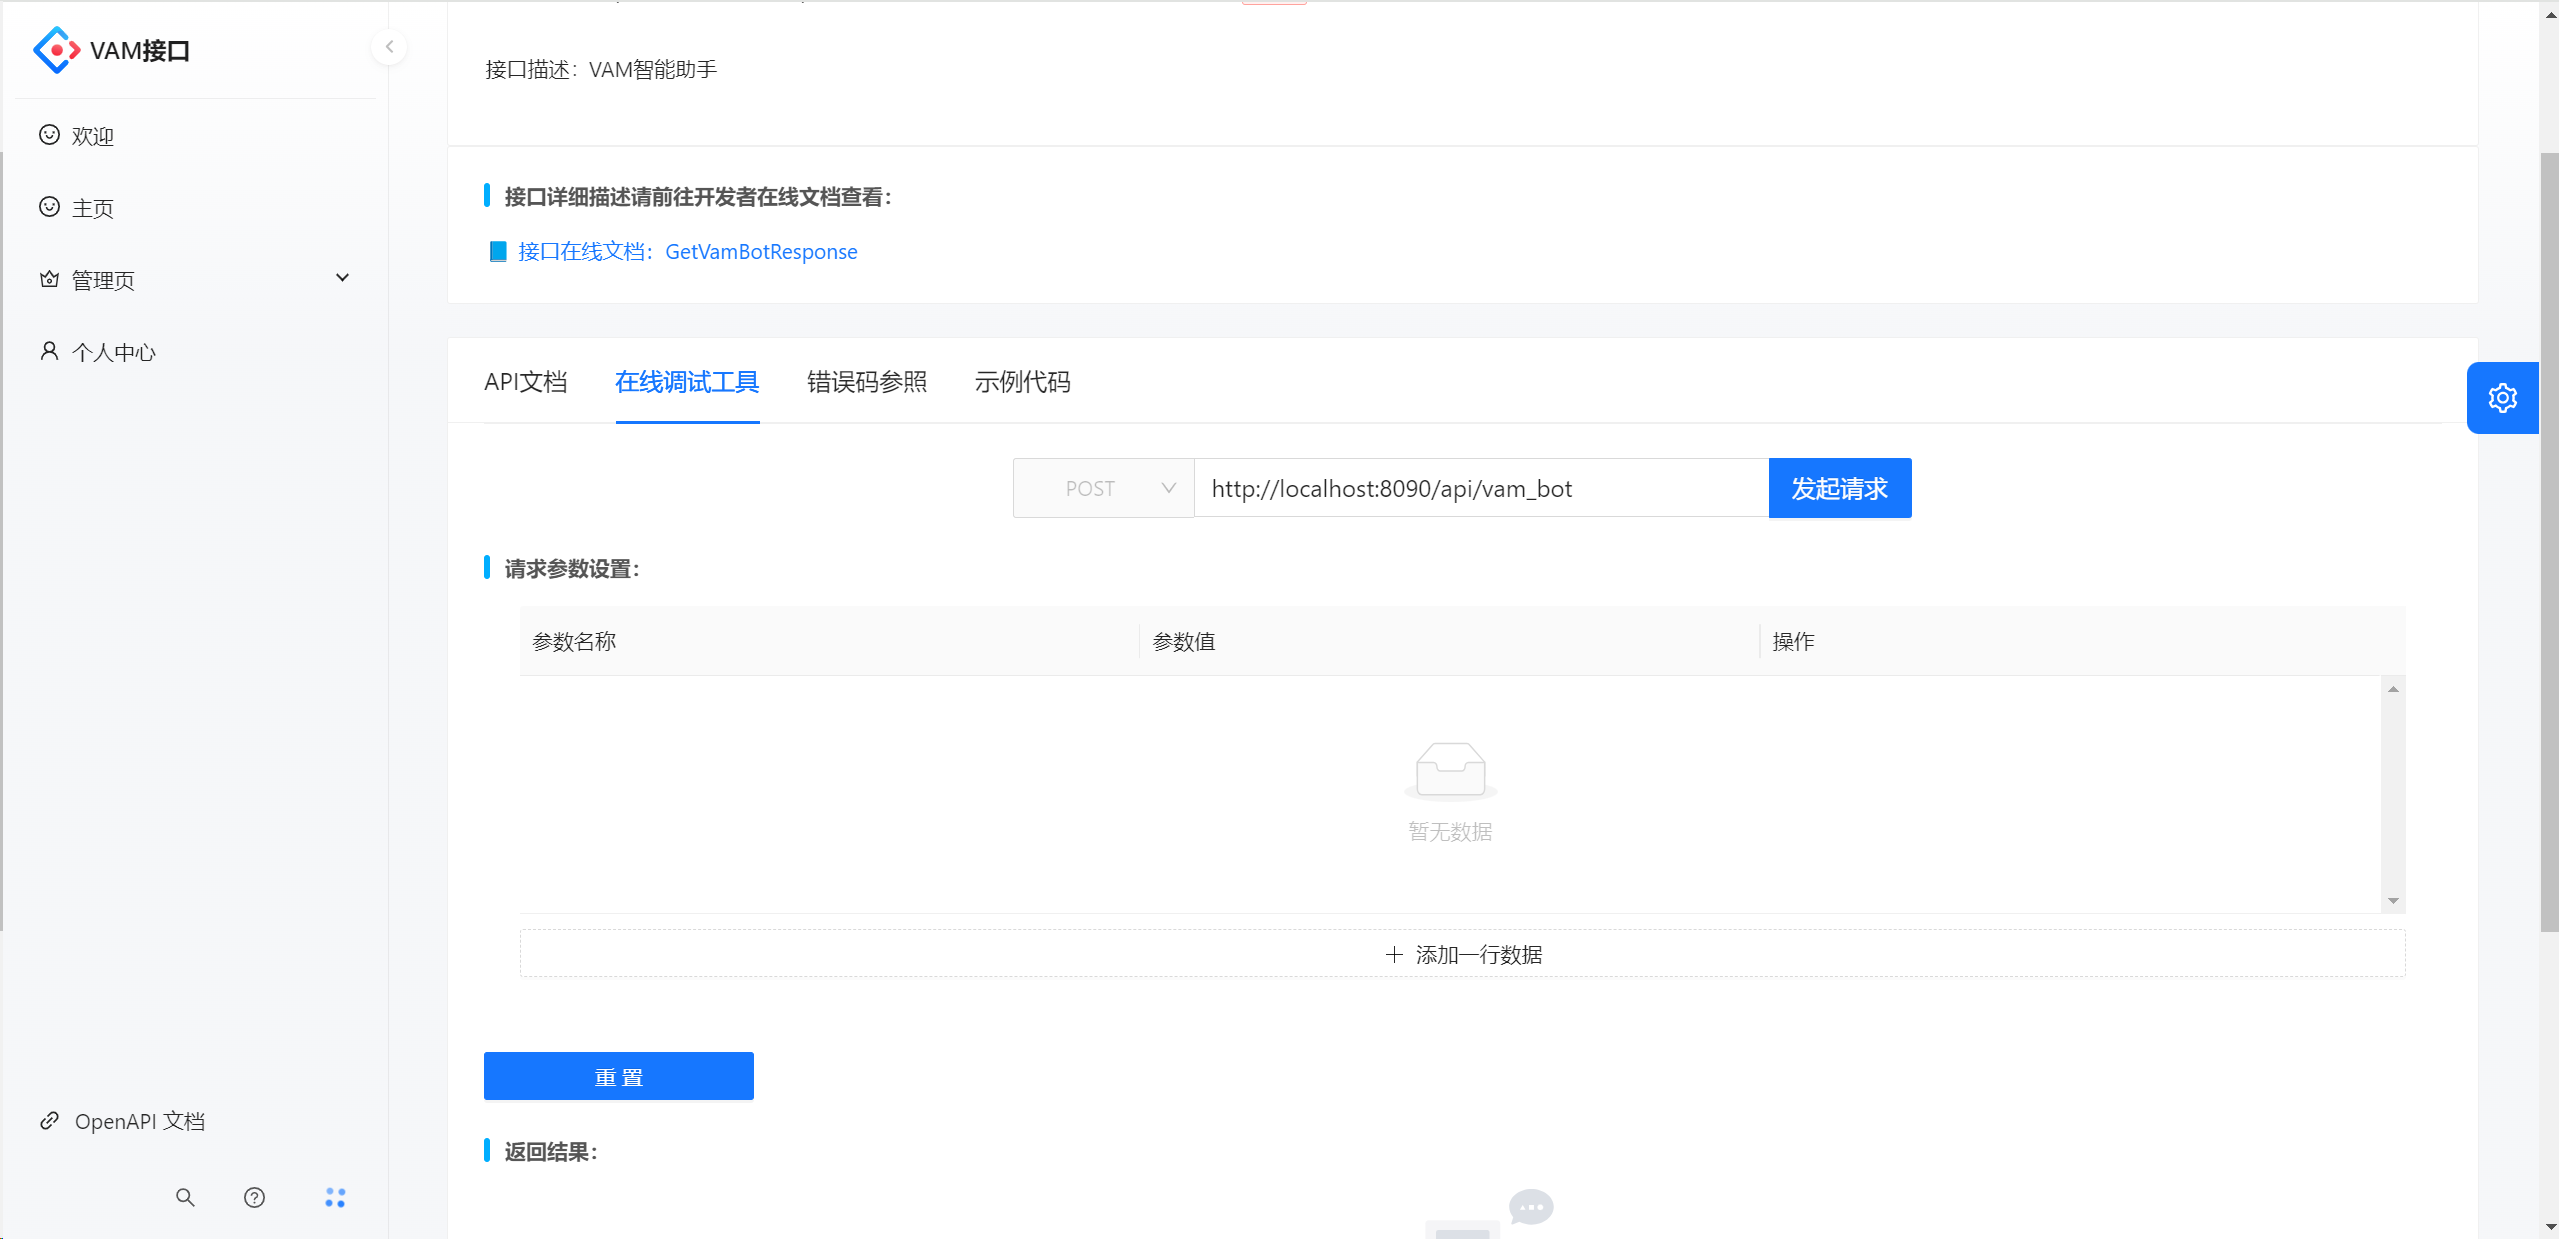 VAM接口
欢迎
主页
管理页
个人中心
OpenAPI 文档
接口描述：VAM智能助手
接口详细描述请前往开发者在线文档查看：
接口在线文档：GetVamBotResponse
API文档 在线调试工具 错误码参照 示例代码
POST http://localhost:8090/api/vam_bot 发起请求
请求参数设置：
参数名称 参数值 操作
暂无数据
添加一行数据
重 置
返回结果：